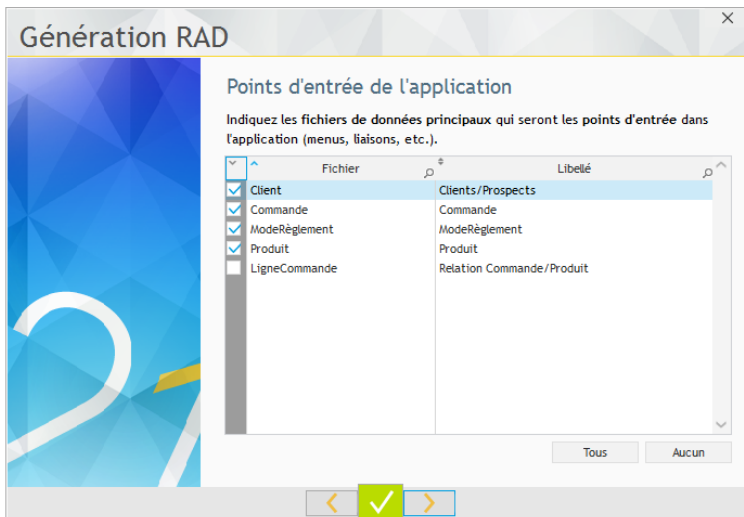 Génération RAD
Points d'entrée de l'application
Indiquez les fichiers de données principaux qui seront les points d'entrée dans
l'application (menus, liaisons, etc.).
Fichier Libellé
Client Clients/Prospects
Commande Commande
ModeRèglement ModeRèglement
Produit Produit
LigneCommande Relation Commande/Produit
Tous Aucun